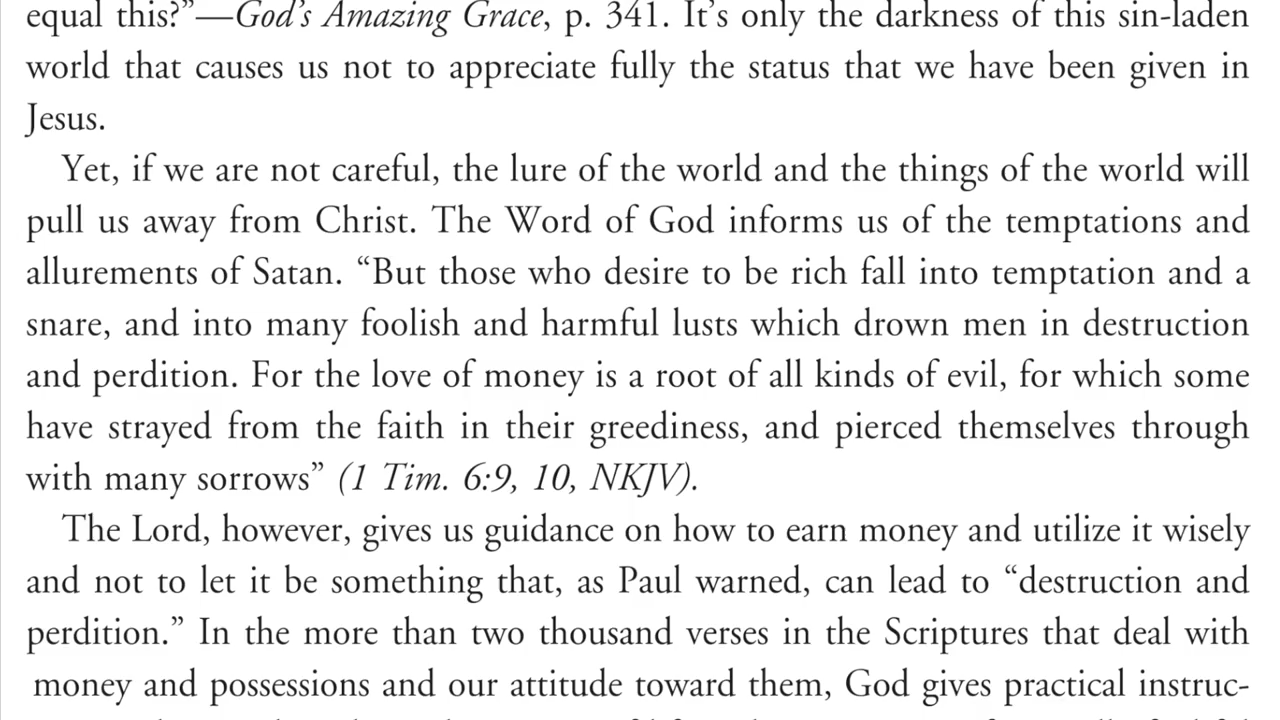 equal this?”—God’s Amazing Grace, p. 341. It’s only the darkness of this sin-laden
world that causes us not to appreciate fully the status that we have been given in
Jesus.
Yet, if we are not careful, the lure of the world and the things of the world will
pull us away from Christ. The Word of God informs us of the temptations and
allurements of Satan. “But those who desire to be rich fall into temptation and a
snare, and into many foolish and harmful lusts which drown men in destruction
and perdition. For the love of money is a root of all kinds of evil, for which some
have strayed from the faith in their greediness, and pierced themselves through
with many sorrows” (1 Tim. 6:9, 10, NKJV).
The Lord, however, gives us guidance on how to earn money and utilize it wisely
and not to let it be something that, as Paul warned, can lead to “destruction and
perdition.” In the more than two thousand verses in the Scriptures that deal with
money and possessions and our attitude toward them, God gives practical instruc-